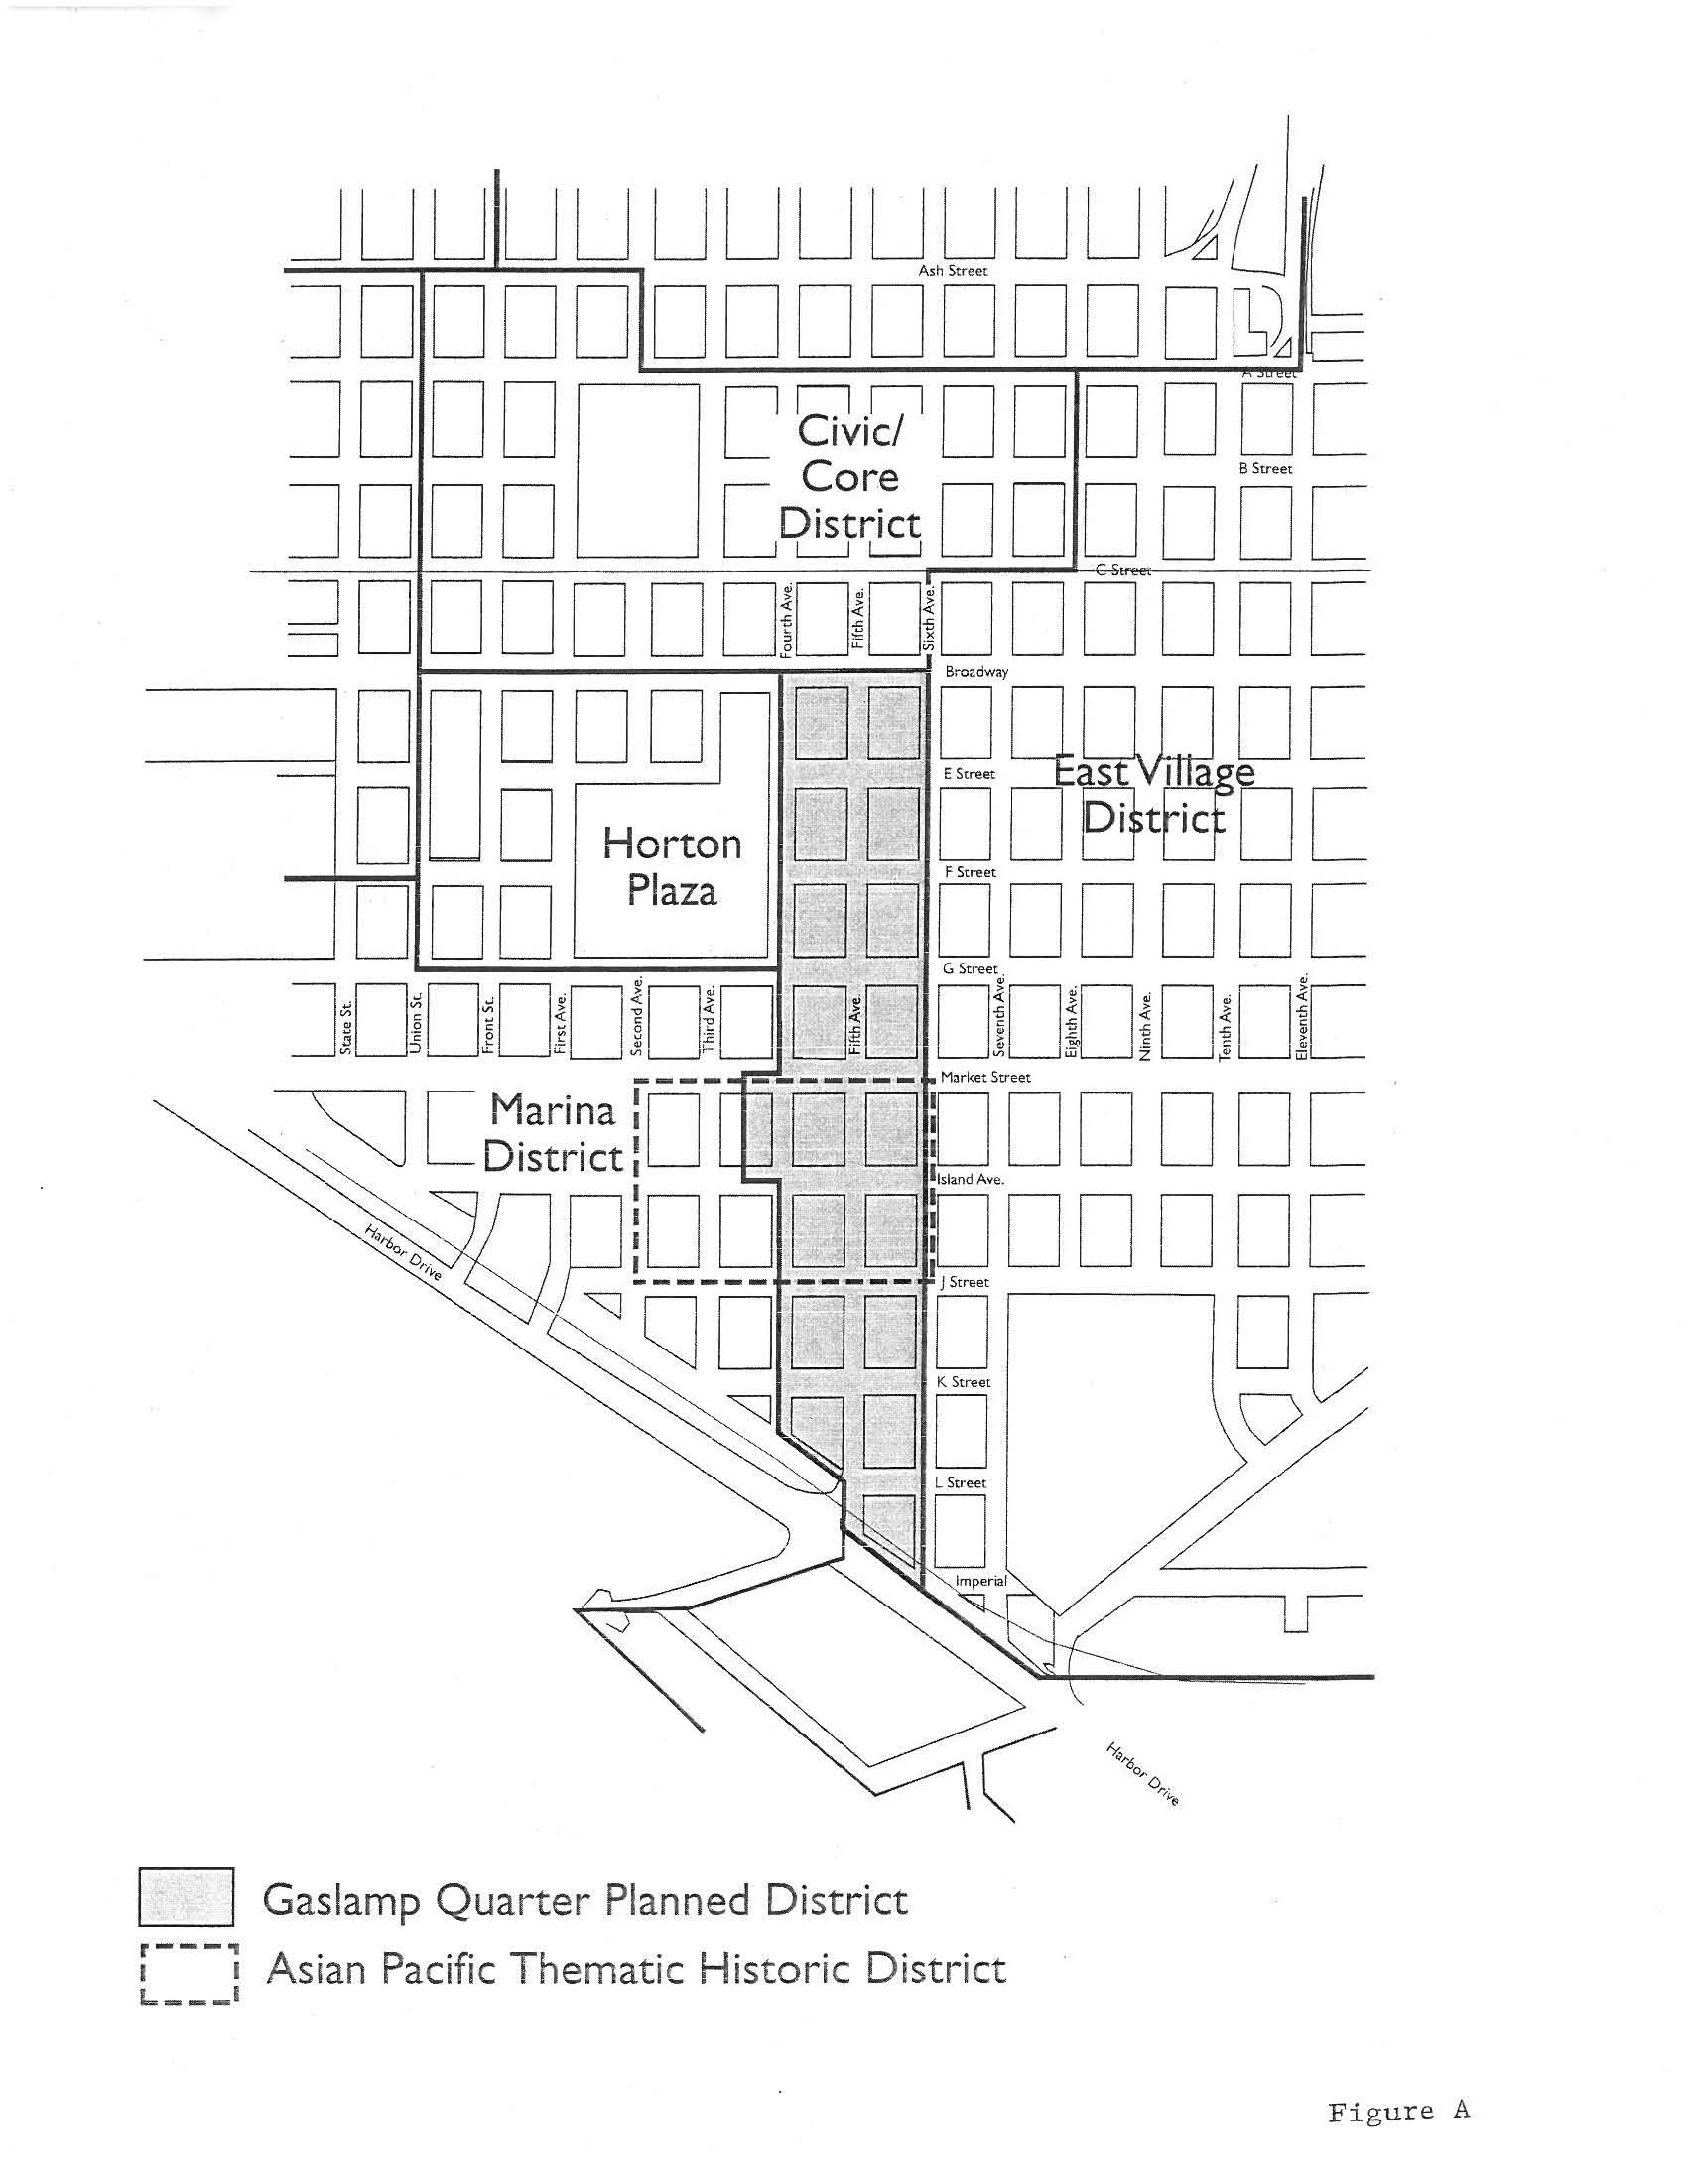 Ash Street
A Street
Civic/
Core
District
B Street
C Street
Fourth Ave.
Fifth Ave.
Sixth Ave.
Broadway
E Street
East Village
District
Horton
Plaza
F Street
G Street
State St.
Union St.
Front St.
First Ave.
Second Ave.
Third Ave.
Fifth Ave.
Seventh Ave.
Eighth Ave.
Ninth Ave.
Tenth Ave.
Eleventh Ave.
Market Street
Marina
District
Island Ave.
Harbor Drive
J Street
K Street
L Street
Imperial
Harbor Drive
Gaslamp Quarter Planned District
Asian Pacific Thematic Historic District
Figure A